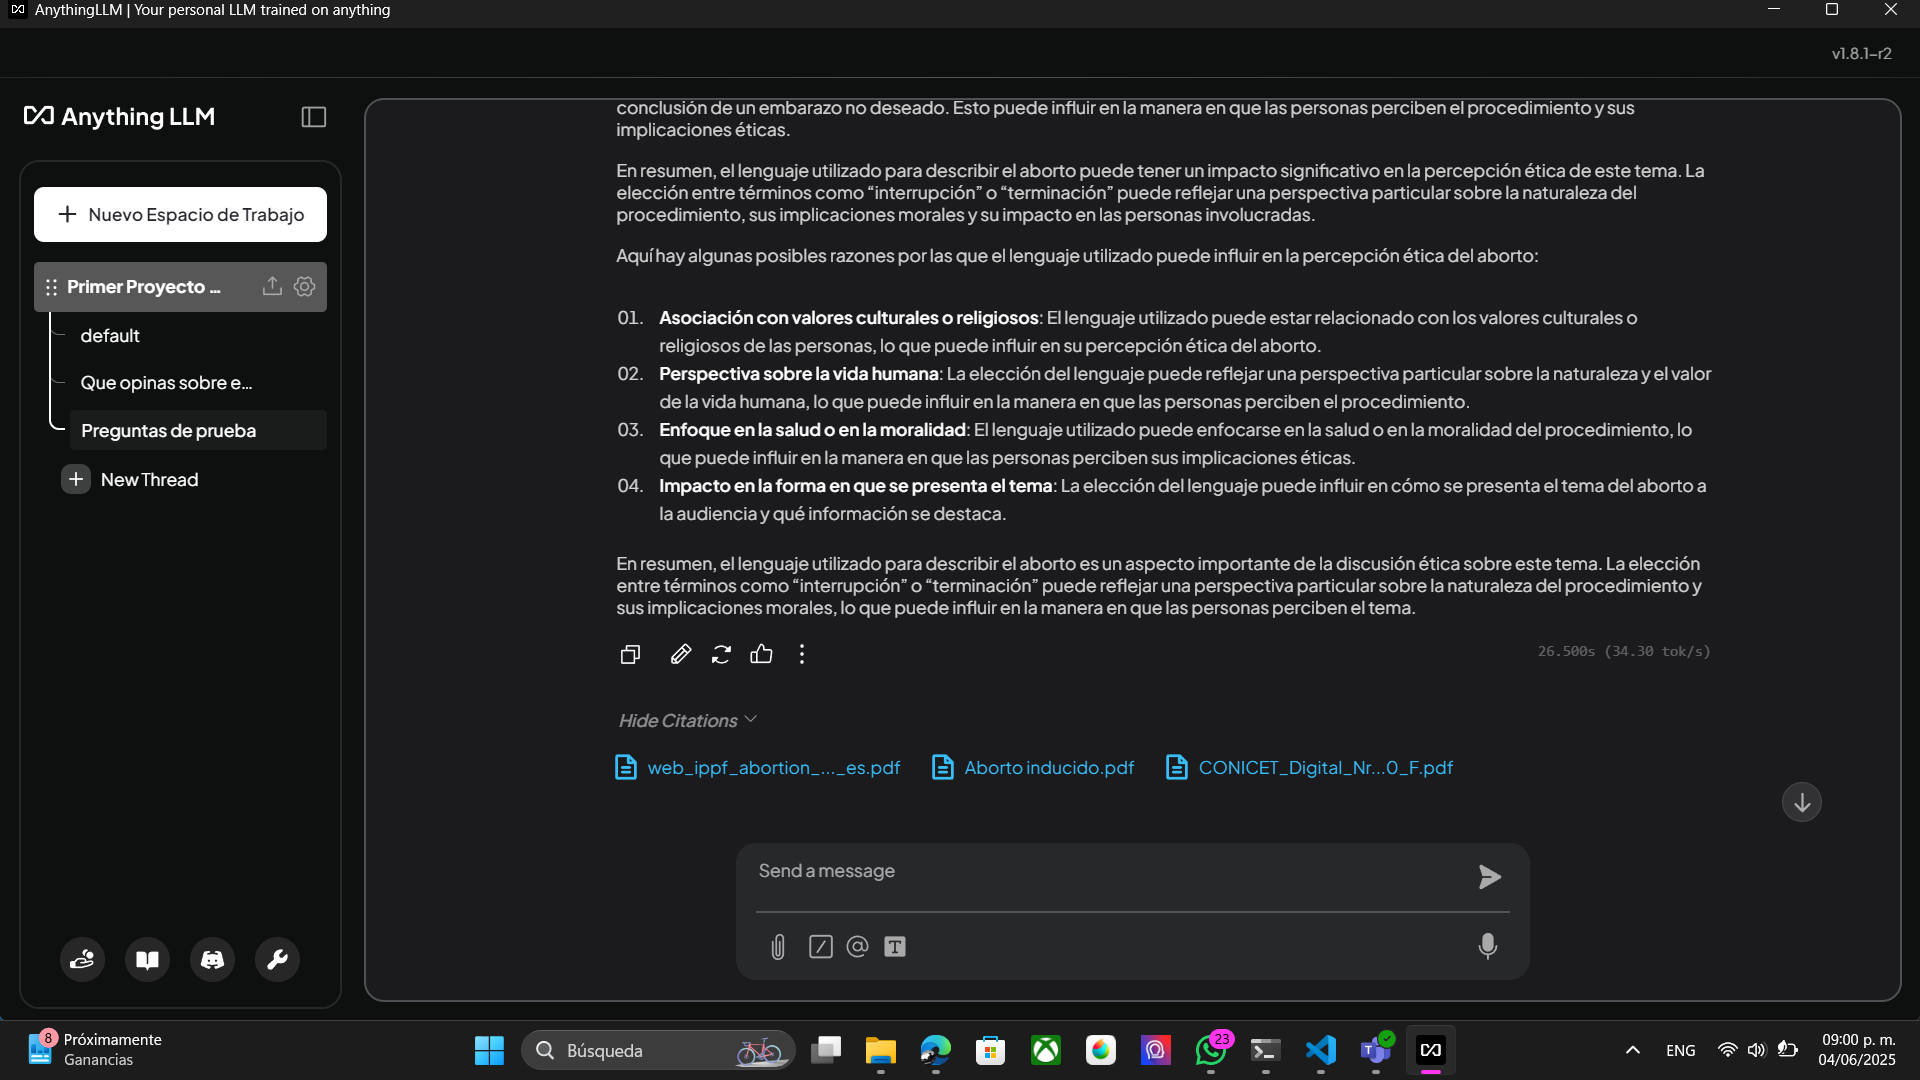 AnythingLLM | Your personal LLM trained on anything
v1.8.1-r2
Anything LLM
Nuevo Espacio de Trabajo
Primer Proyecto ...
default
Que opinas sobre e...
Preguntas de prueba
New Thread
conclusión de un embarazo no deseado. Esto puede influir en la manera en que las personas perciben el procedimiento y sus
implicaciones éticas.
En resumen, el lenguaje utilizado para describir el aborto puede tener un impacto significativo en la percepción ética de este tema. La
elección entre términos como “interrupción” o “terminación” puede reflejar una perspectiva particular sobre la naturaleza del
procedimiento, sus implicaciones morales y su impacto en las personas involucradas.
Aquí hay algunas posibles razones por las que el lenguaje utilizado puede influir en la percepción ética del aborto:
01. Asociación con valores culturales o religiosos: El lenguaje utilizado puede estar relacionado con los valores culturales o
religiosos de las personas, lo que puede influir en su percepción ética del aborto.
02. Perspectiva sobre la vida humana: La elección del lenguaje puede reflejar una perspectiva particular sobre la naturaleza y el valor
de la vida humana, lo que puede influir en la manera en que las personas perciben el procedimiento.
03. Enfoque en la salud o en la moralidad: El lenguaje utilizado puede enfocarse en la salud o en la moralidad del procedimiento, lo
que puede influir en la manera en que las personas perciben sus implicaciones éticas.
04. Impacto en la forma en que se presenta el tema: La elección del lenguaje puede influir en cómo se presenta el tema del aborto a
la audiencia y qué información se destaca.
En resumen, el lenguaje utilizado para describir el aborto es un aspecto importante de la discusión ética sobre este tema. La elección
entre términos como “interrupción” o “terminación” puede reflejar una perspectiva particular sobre la naturaleza del procedimiento y
sus implicaciones morales, lo que puede influir en la manera en que las personas perciben el tema.
26.500s (34.30 tok/s)
Hide Citations
web_ippf_abortion_..._es.pdf
Aborto inducido.pdf
CONICET_Digital_Nr...0_F.pdf
Send a message
8
Próximamente
Ganancias
Búsqueda
23
ENG
09:00 p. m.
04/06/2025